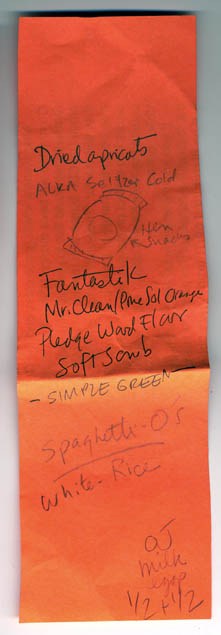 Dried apricots
ALKA Seltzer Cold
Snacks
Fantastik
Mr. Clean/Pine Sol Orange
Pledge Wood Floor
Soft Scrub
- SIMPLE GREEN -
Spaghetti-O's
White-Rice
OJ
milk
eggs
1/2 + 1/2